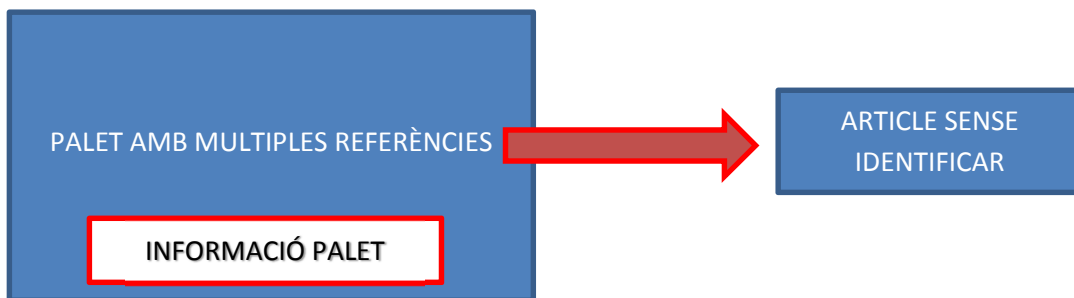 PALET AMB MULTIPLES REFERÈNCIES
ARTICLE SENSE
IDENTIFICAR
INFORMACIÓ PALET